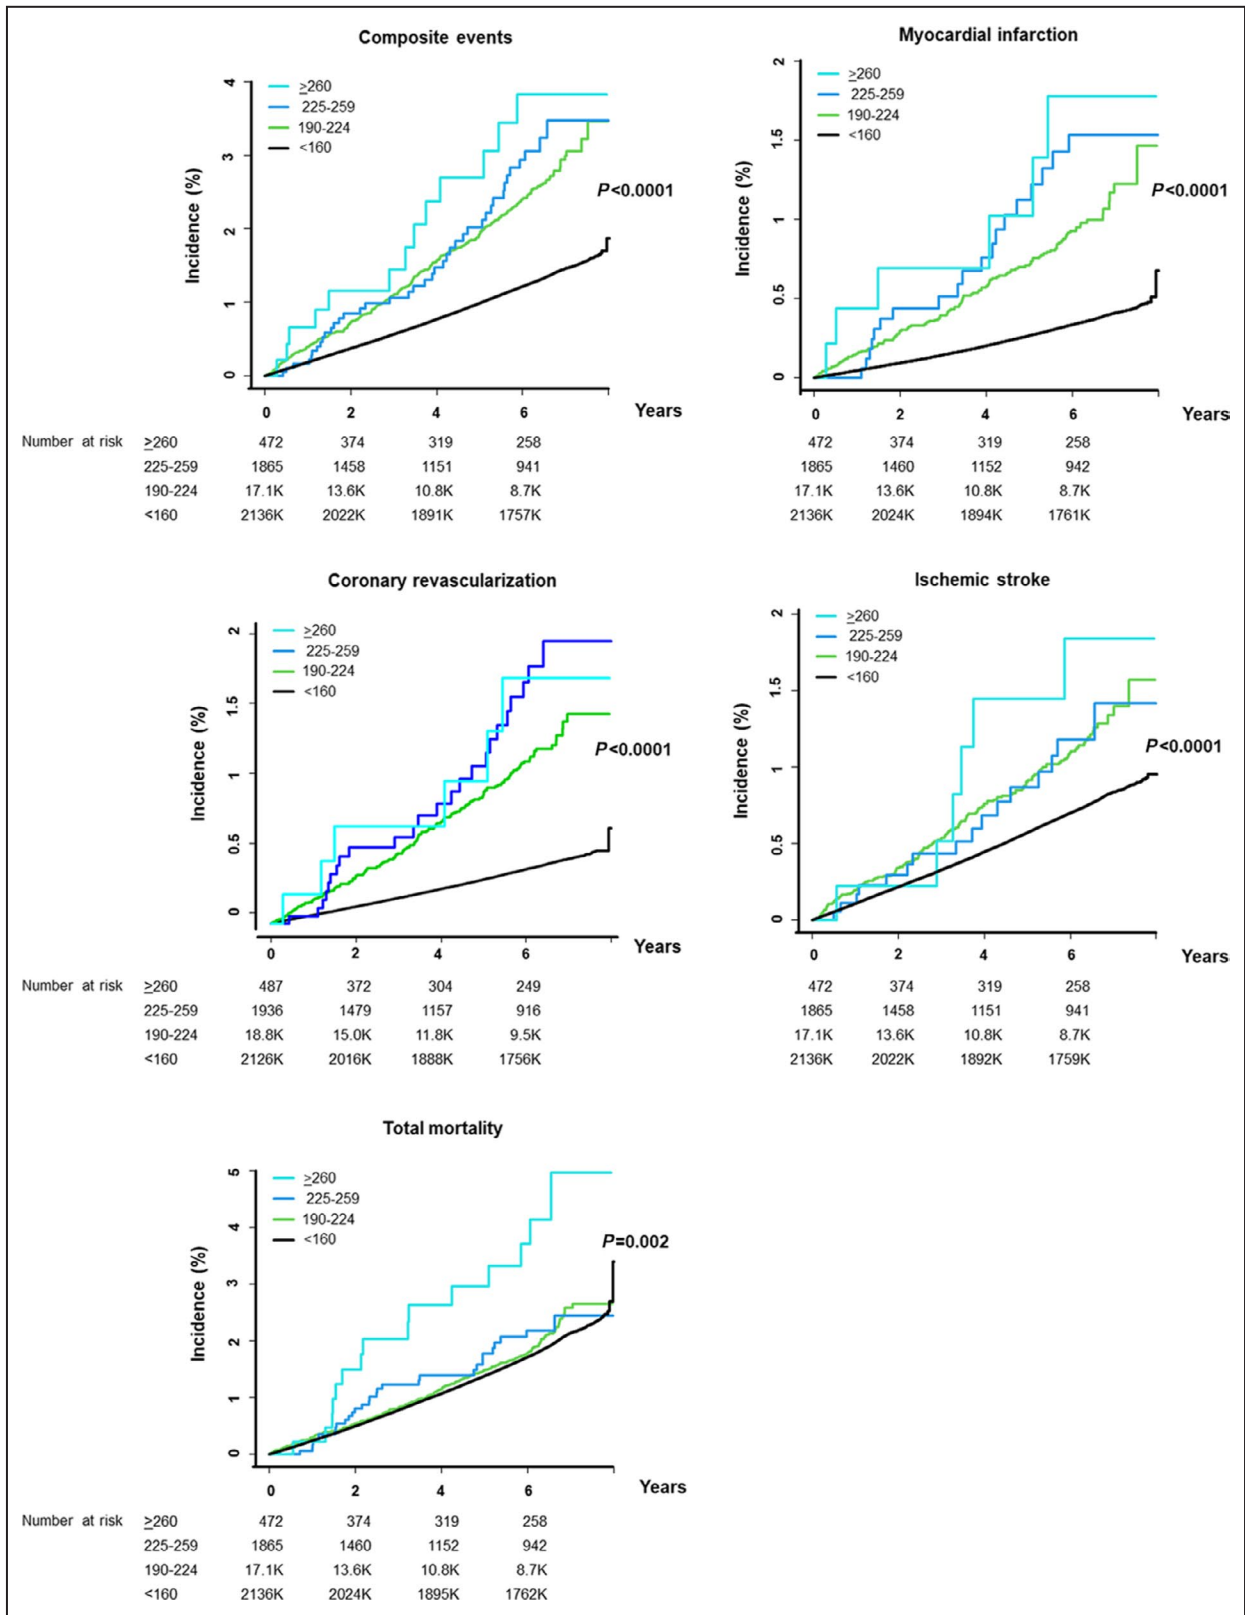 Composite events
Incidence (%)
4
3
2
1
0
≥260
225-259
190-224
<160
P<0.0001
0 2 4 6 Years
Number at risk ≥260 472 374 319 258
225-259 1865 1458 1151 941
190-224 17.1K 13.6K 10.8K 8.7K
<160 2136K 2022K 1891K 1757K
Myocardial infarction
Incidence (%)
2
1.5
1
0.5
0
≥260
225-259
190-224
<160
P<0.0001
0 2 4 6 Years
472 374 319 258
1865 1460 1152 942
17.1K 13.6K 10.8K 8.7K
2136K 2024K 1894K 1761K
Coronary revascularization
Incidence (%)
2
1.5
1
0.5
0
≥260
225-259
190-224
<160
P<0.0001
0 2 4 6 Years
Number at risk ≥260 487 372 304 249
225-259 1936 1479 1157 916
190-224 18.8K 15.0K 11.8K 9.5K
<160 2126K 2016K 1888K 1756K
Ischemic stroke
Incidence (%)
2
1.5
1
0.5
0
≥260
225-259
190-224
<160
P<0.0001
0 2 4 6 Years
472 374 319 258
1865 1458 1151 941
17.1K 13.6K 10.8K 8.7K
2136K 2022K 1892K 1759K
Total mortality
Incidence (%)
5
4
3
2
1
0
≥260
225-259
190-224
<160
P=0.002
0 2 4 6 Years
Number at risk ≥260 472 374 319 258
225-259 1865 1460 1152 942
190-224 17.1K 13.6K 10.8K 8.7K
<160 2136K 2024K 1895K 1762K